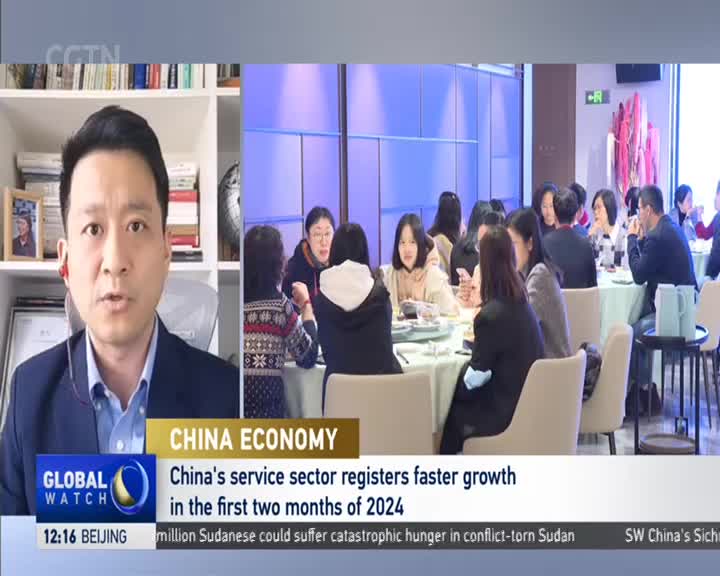 CGTN
CHINA ECONOMY
China's service sector registers faster growth
in the first two months of 2024
GLOBAL
WATCH
12:16 BEIJING
million Sudanese could suffer catastrophic hunger in conflict-torn Sudan
SW China's Sich